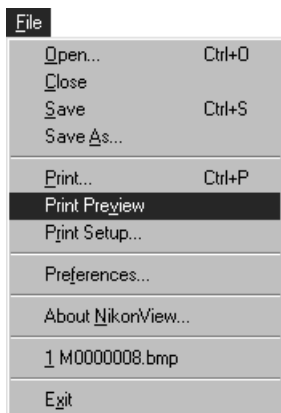 File
Open... Ctrl+O
Close
Save Ctrl+S
Save As...
Print... Ctrl+P
Print Preview
Print Setup...
Preferences...
About NikonView...
1 M0000008.bmp
Exit